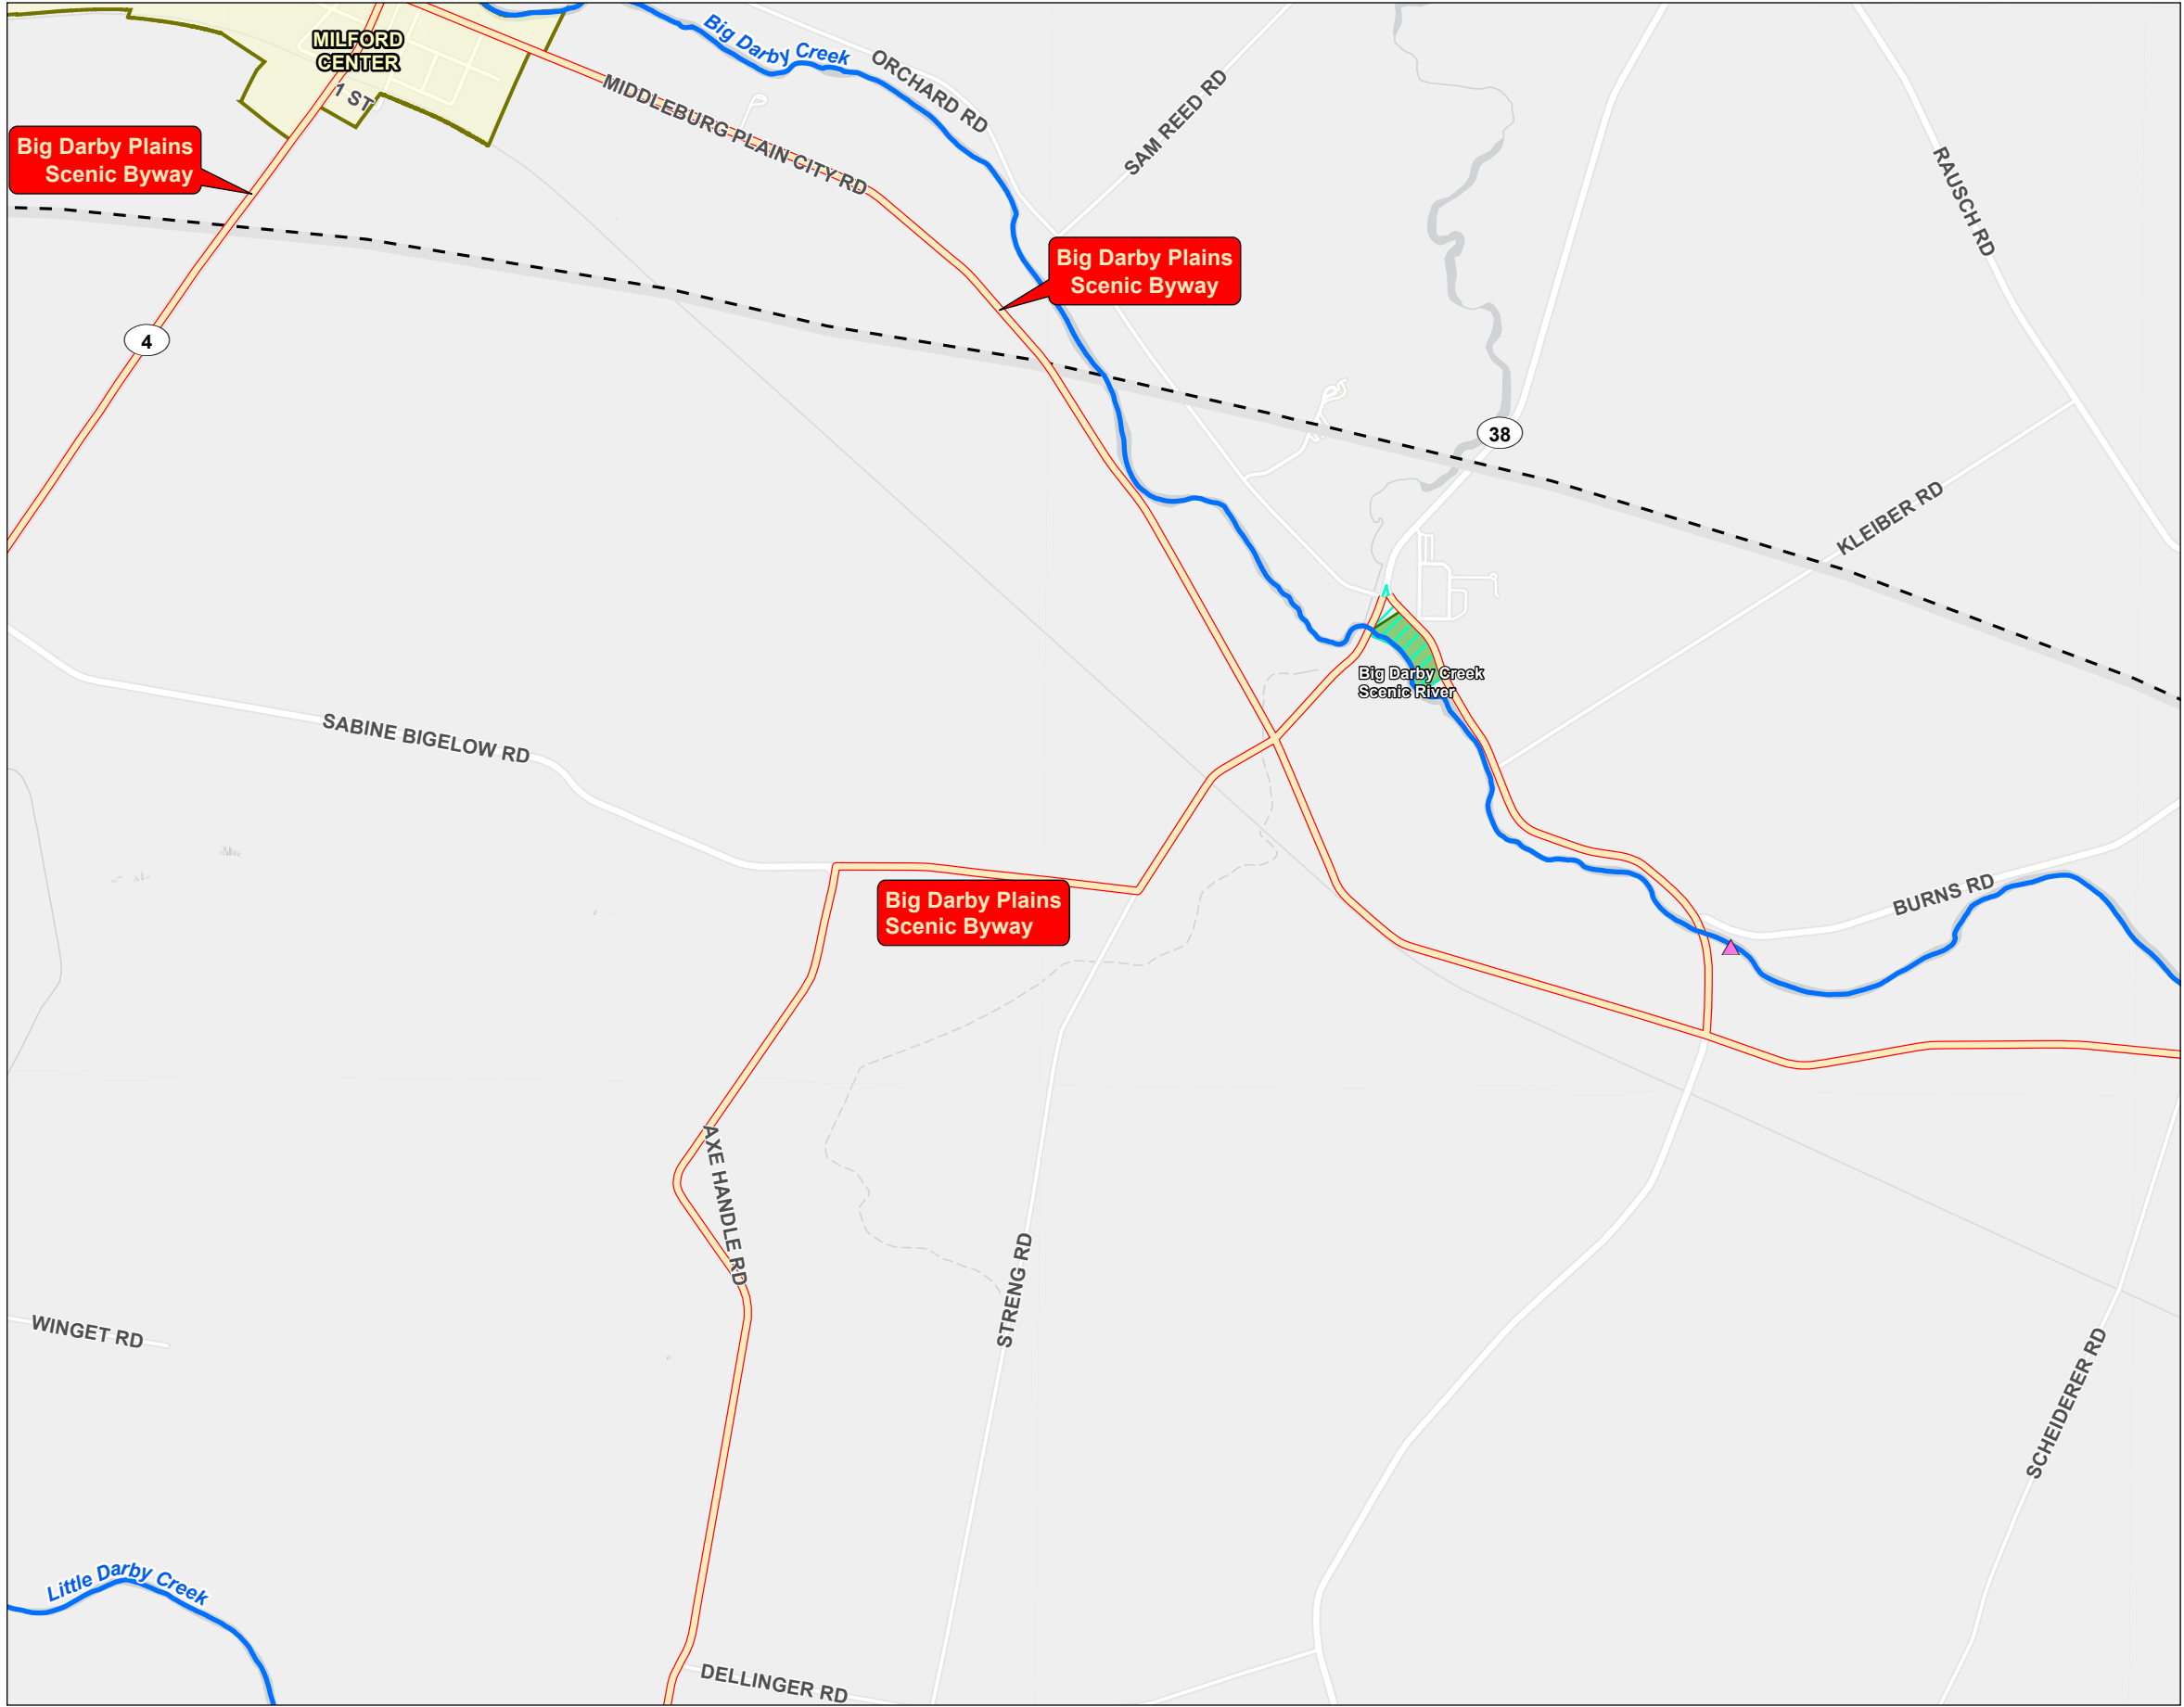 MILFORD
CENTER
1 ST
Big Darby Creek
ORCHARD RD
SAM REED RD
MIDDLEBURG PLAIN CITY RD
Big Darby Plains
Scenic Byway
RAUSCH RD
Big Darby Plains
Scenic Byway
4
38
KLEIBER RD
Big Darby Creek
Scenic River
SABINE BIGELOW RD
Big Darby Plains
Scenic Byway
BURNS RD
AXE HANDLE RD
STRENG RD
WINGET RD
SCHEIDERER RD
Little Darby Creek
DELLINGER RD